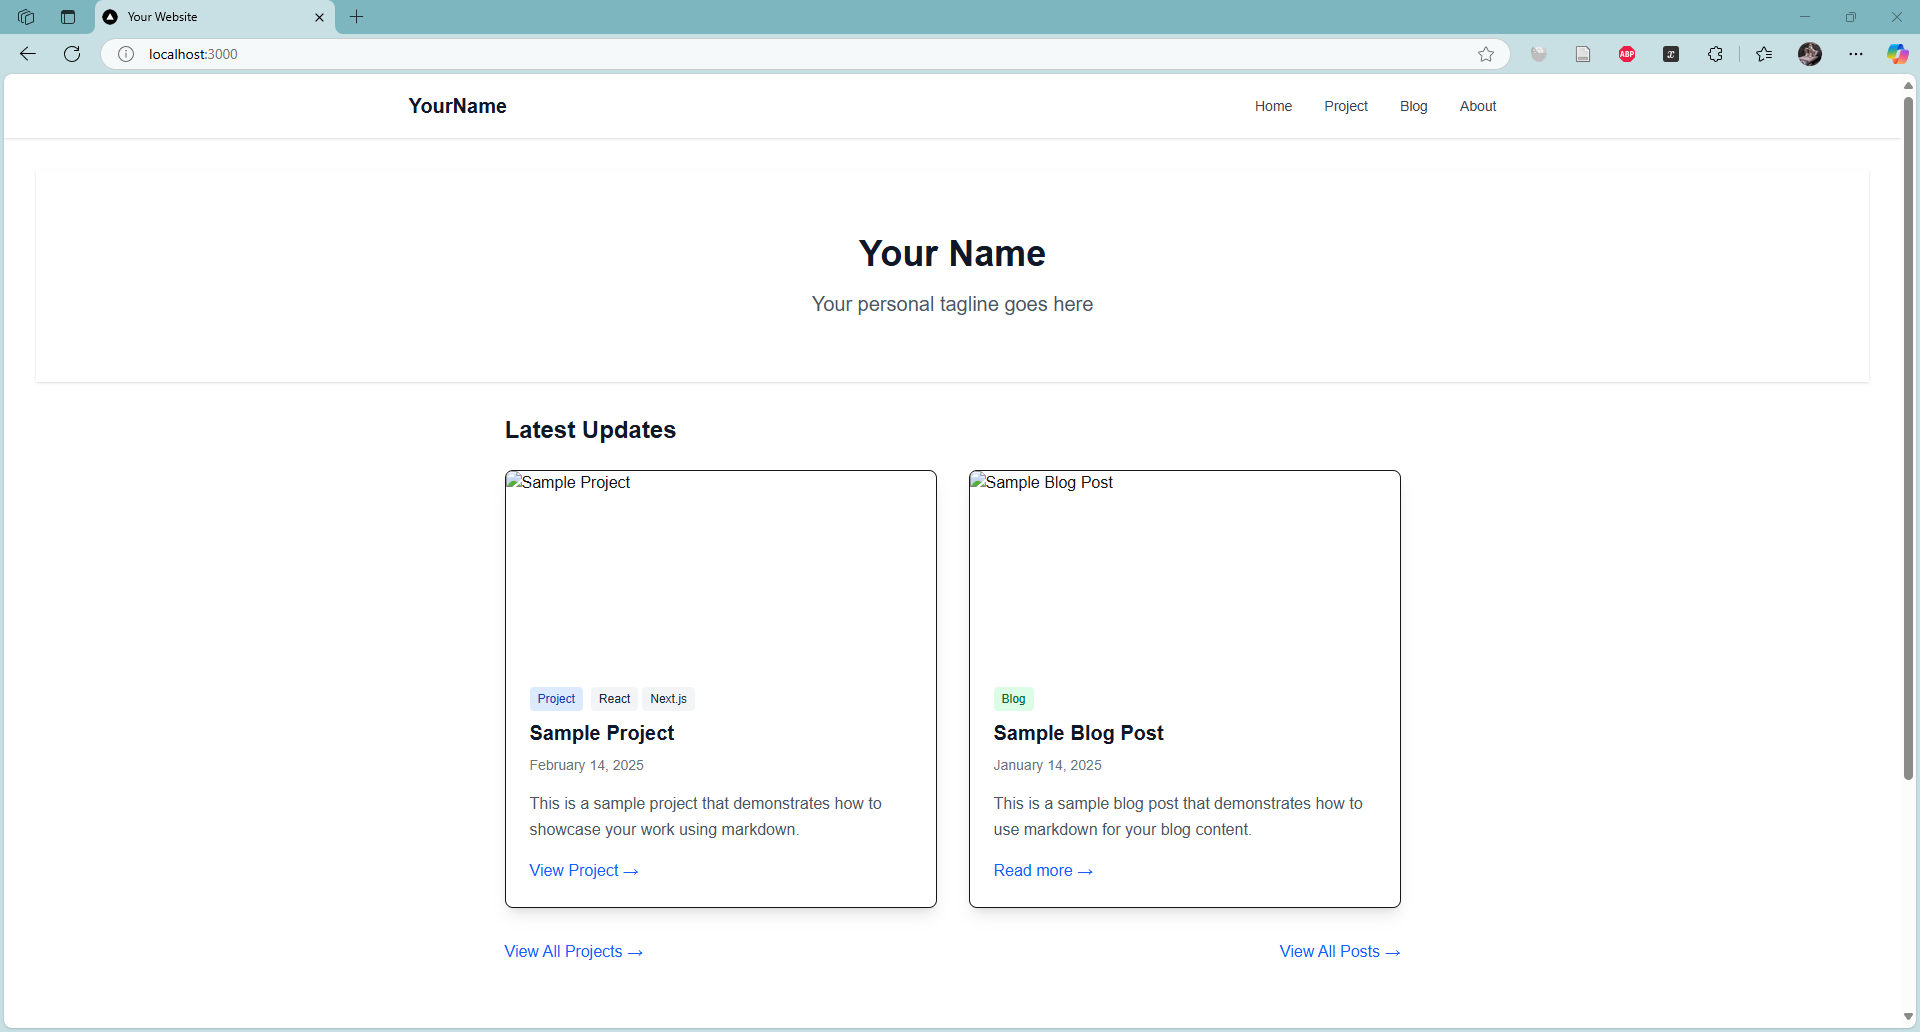 Your Website
localhost:3000
ABP
YourName
Home Project Blog About
Your Name
Your personal tagline goes here
Latest Updates
Sample Project
Project React Next.js
Sample Project
February 14, 2025
This is a sample project that demonstrates how to
showcase your work using markdown.
View Project →
Sample Blog Post
Blog
Sample Blog Post
January 14, 2025
This is a sample blog post that demonstrates how to
use markdown for your blog content.
Read more →
View All Projects →
View All Posts →